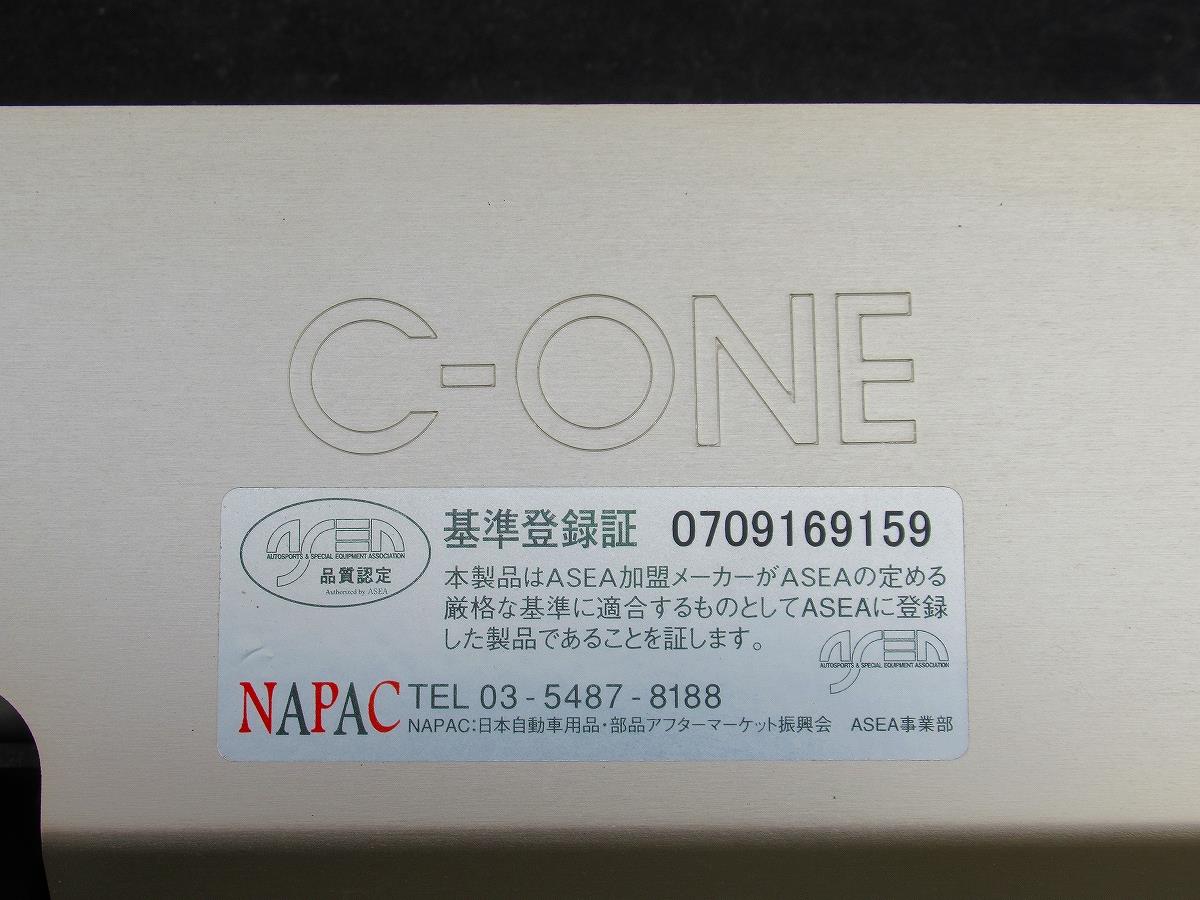 C-ONE
ASEA
AUTOSPORTS & SPECIAL EQUIPMENT ASSOCIATION
品質認定
Authorized by ASEA
基準登録証 0709169159
本製品はASEA加盟メーカーがASEAの定める
厳格な基準に適合するものとしてASEAに登録
した製品であることを証します。
ASEA
AUTOSPORTS & SPECIAL EQUIPMENT ASSOCIATION
NAPAC TEL 03-5487-8188
NAPAC:日本自動車用品・部品アフターマーケット振興会 ASEA事業部